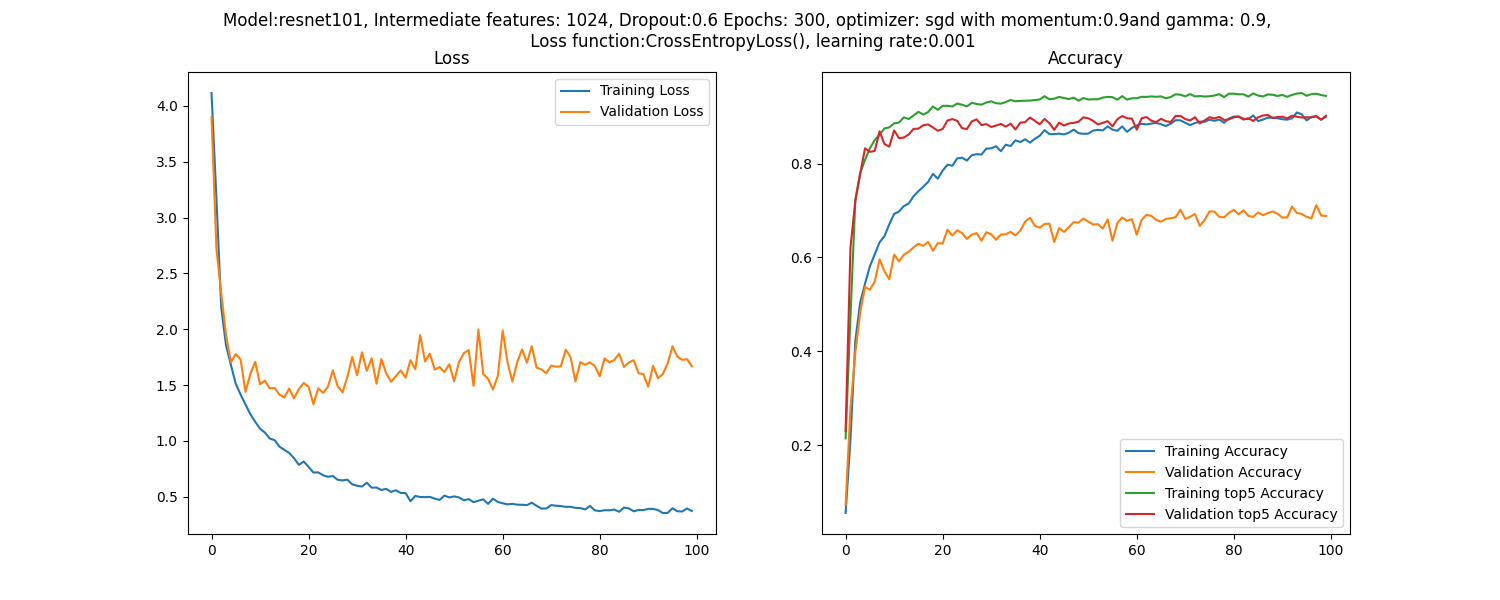 Model:resnet101, Intermediate features: 1024, Dropout:0.6 Epochs: 300, optimizer: sgd with momentum:0.9and gamma: 0.9,
Loss function:CrossEntropyLoss(), learning rate:0.001
Loss
4.0
3.5
3.0
2.5
2.0
1.5
1.0
0.5
0 20 40 60 80 100
Training Loss
Validation Loss
Accuracy
0.8
0.6
0.4
0.2
0 20 40 60 80 100
Training Accuracy
Validation Accuracy
Training top5 Accuracy
Validation top5 Accuracy